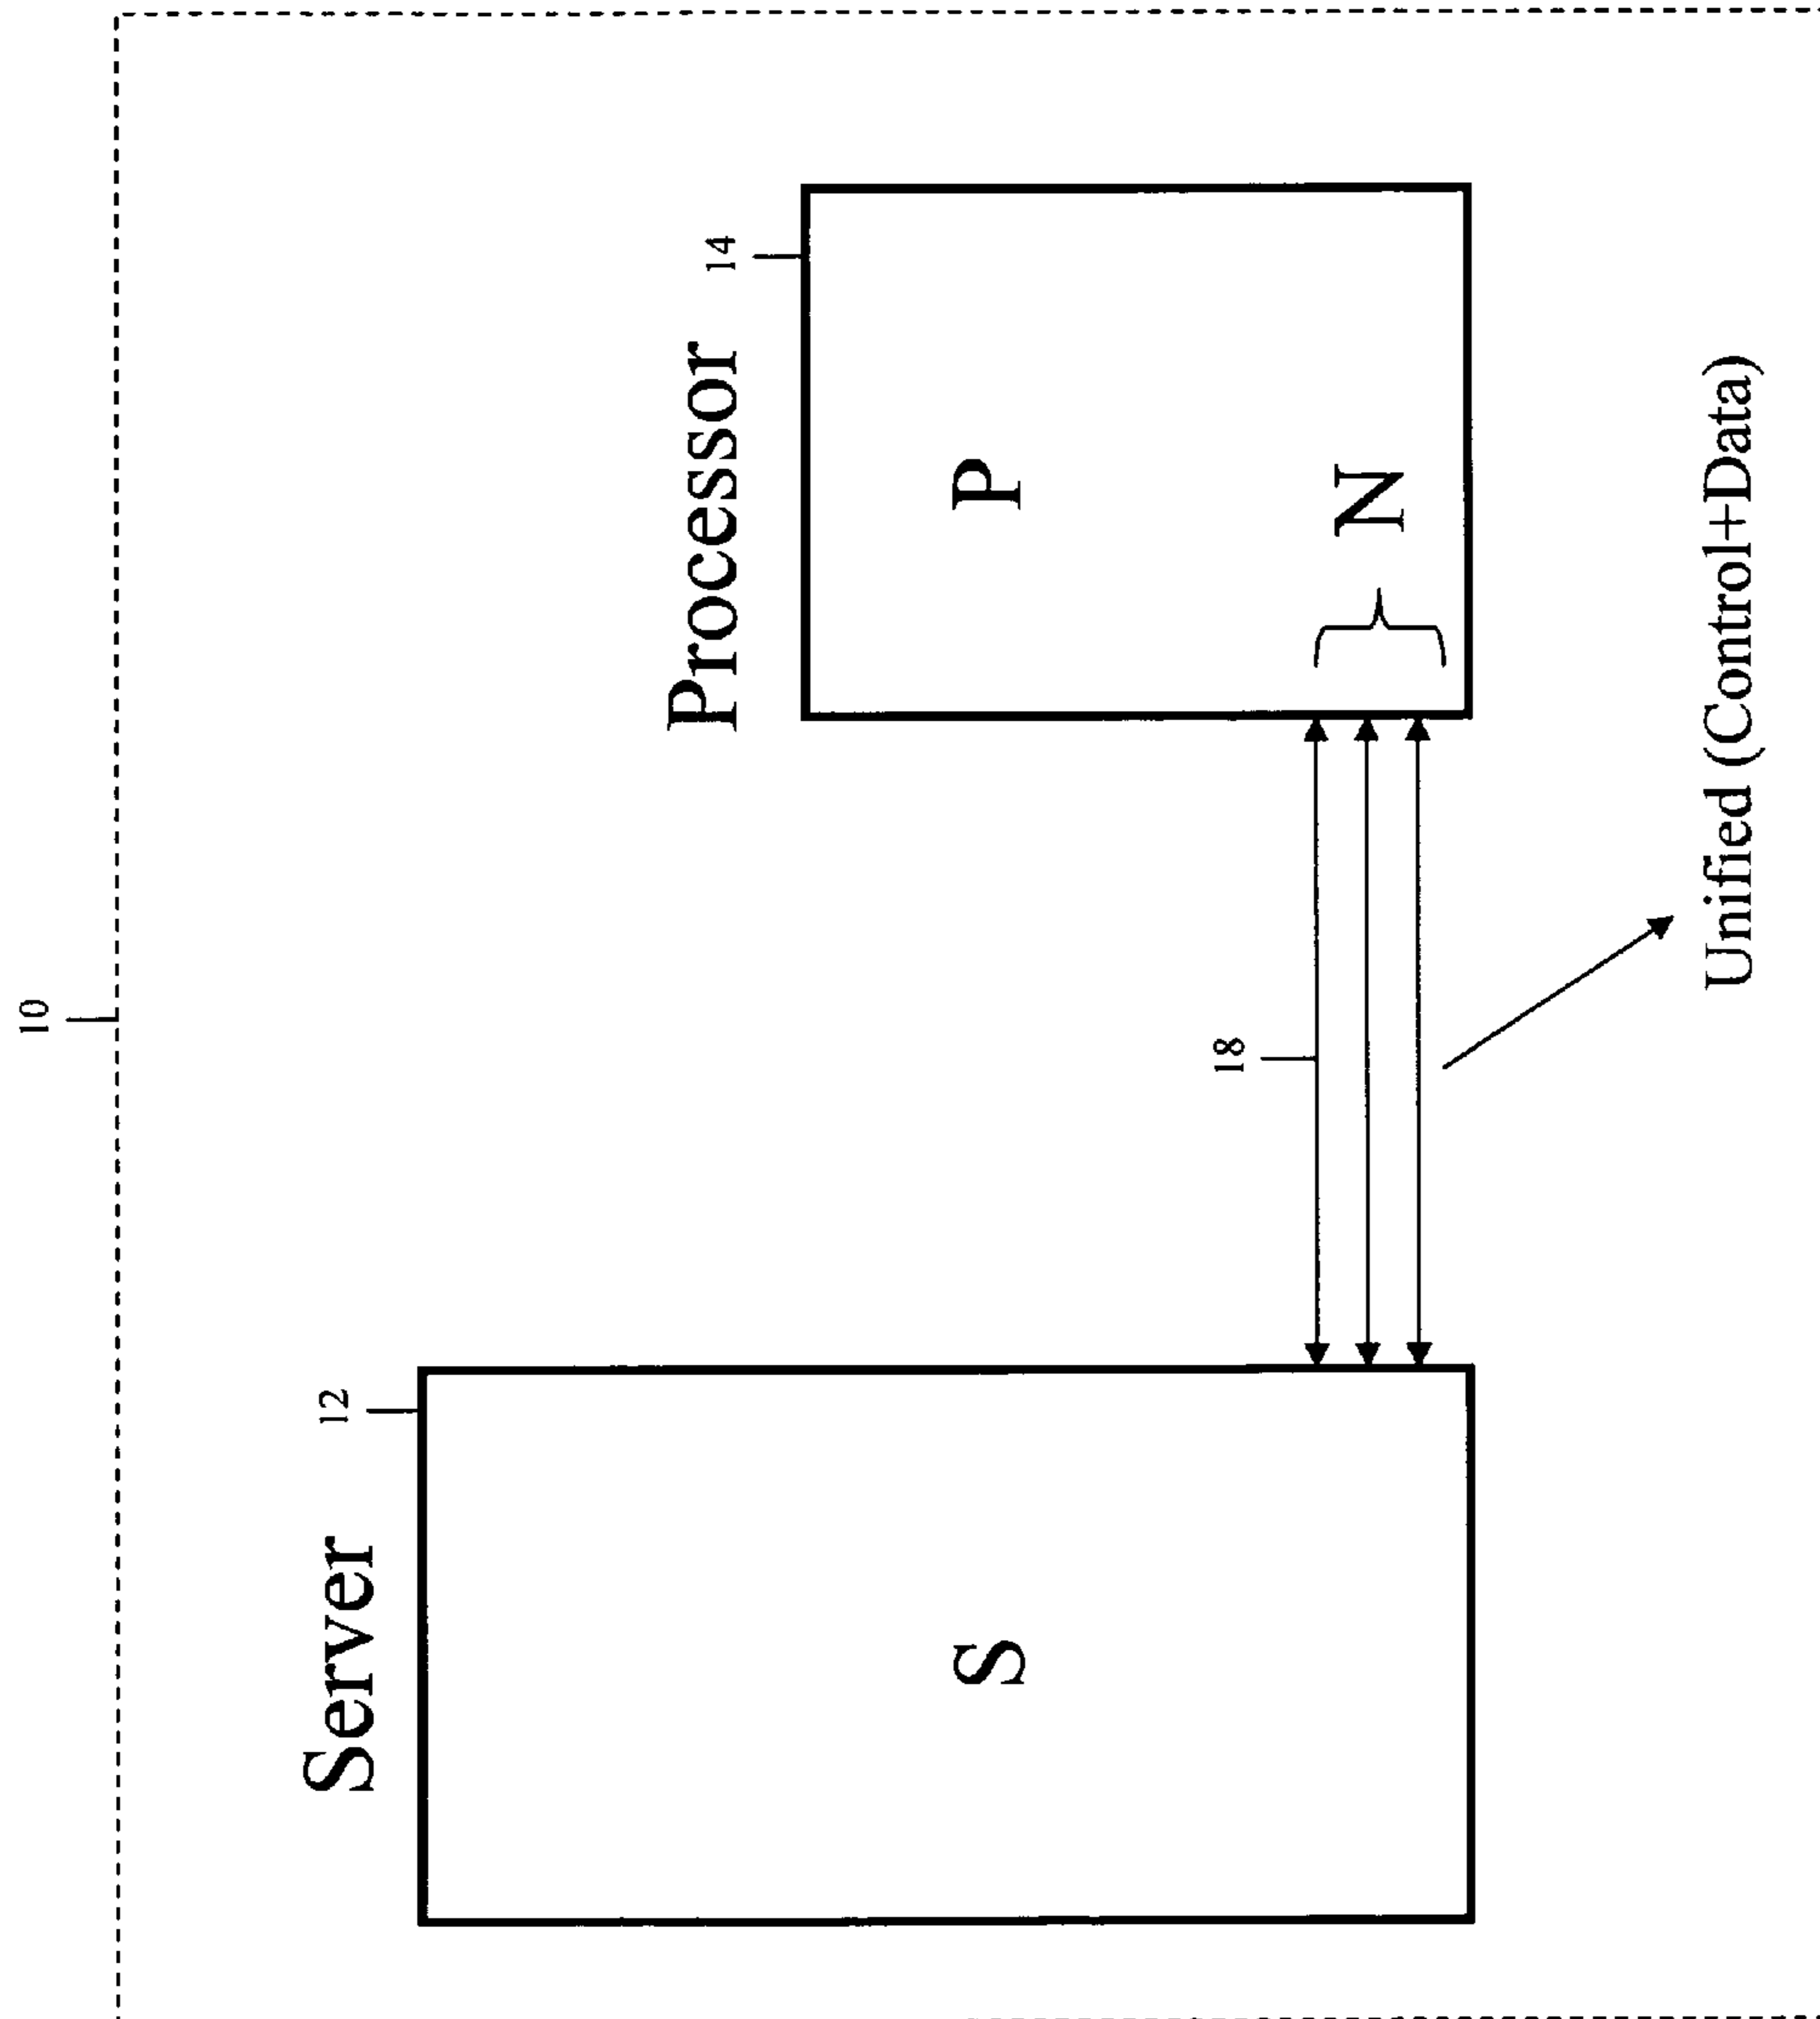 10
Server
12
S
Processor
14
P
N
18
Unified (Control+Data)